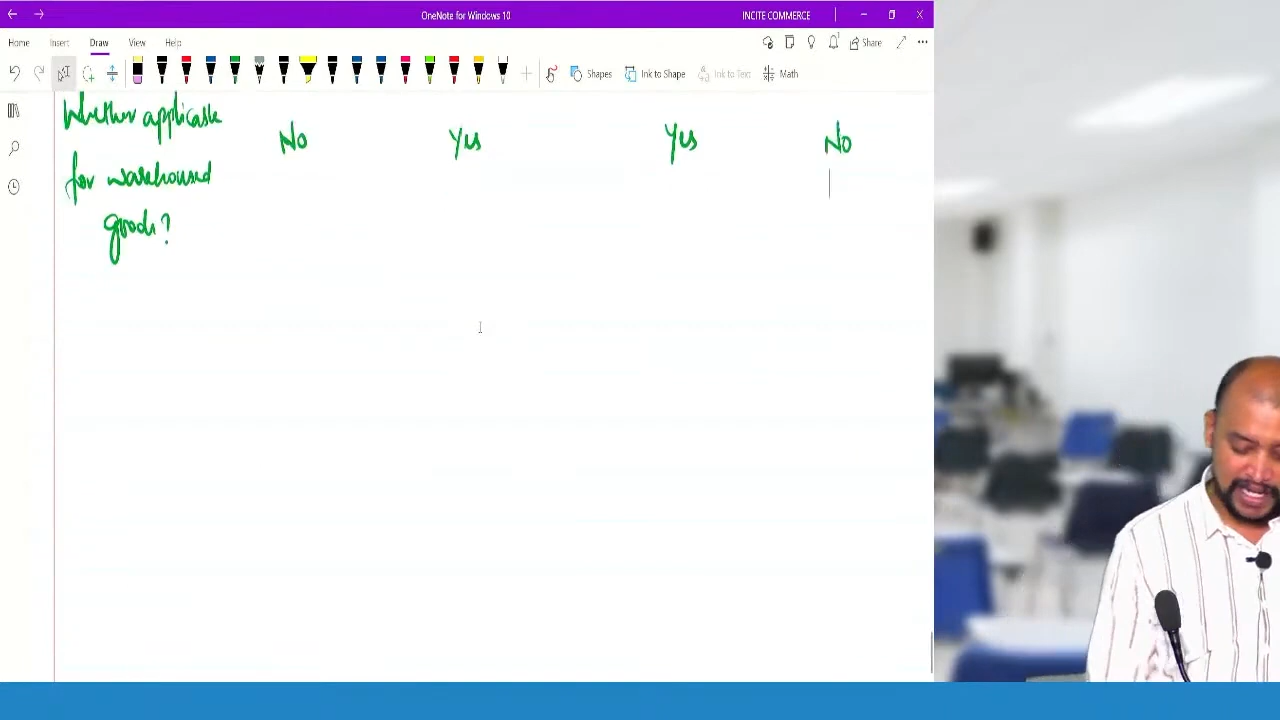 OneNote for Windows 10
INCITE COMMERCE
Home Insert Draw View Help
Share
Shapes Ink to Shape Ink to Text Math
Whether applicable No Yes Yes No
for warehoused
goods?